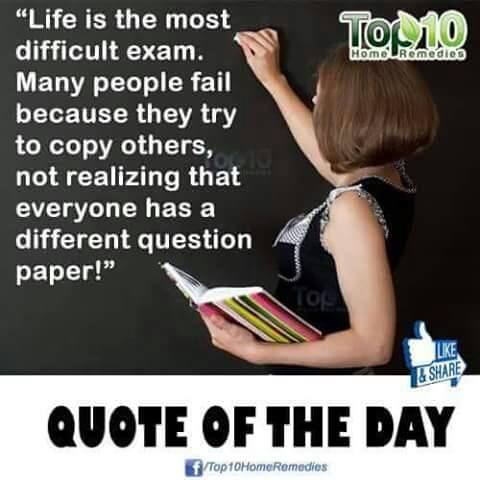 “Life is the most
difficult exam.
Many people fail
because they try
to copy others,
not realizing that
everyone has a
different question
paper!”
Top10
Home Remedies
Top
LIKE
& SHARE
QUOTE OF THE DAY
f /Top10HomeRemedies